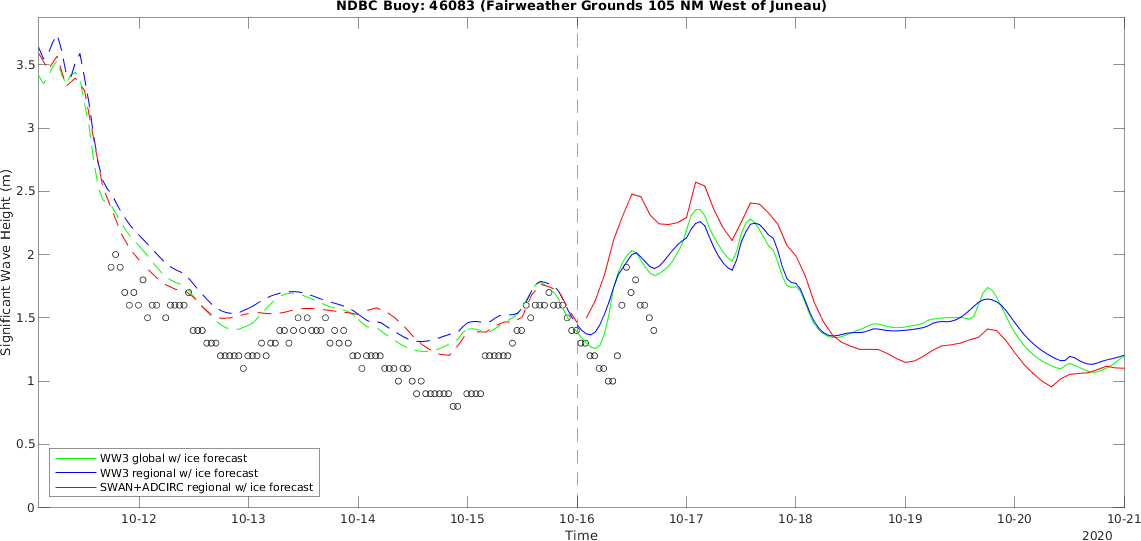 NDBC Buoy: 46083 (Fairweather Grounds 105 NM West of Juneau)
Significant Wave Height (m)
3.5
3
2.5
2
1.5
1
0.5
0
WW3 global w/ ice forecast
WW3 regional w/ ice forecast
SWAN+ADCIRC regional w/ ice forecast
10-12 10-13 10-14 10-15 10-16 10-17 10-18 10-19 10-20 10-21
Time
2020